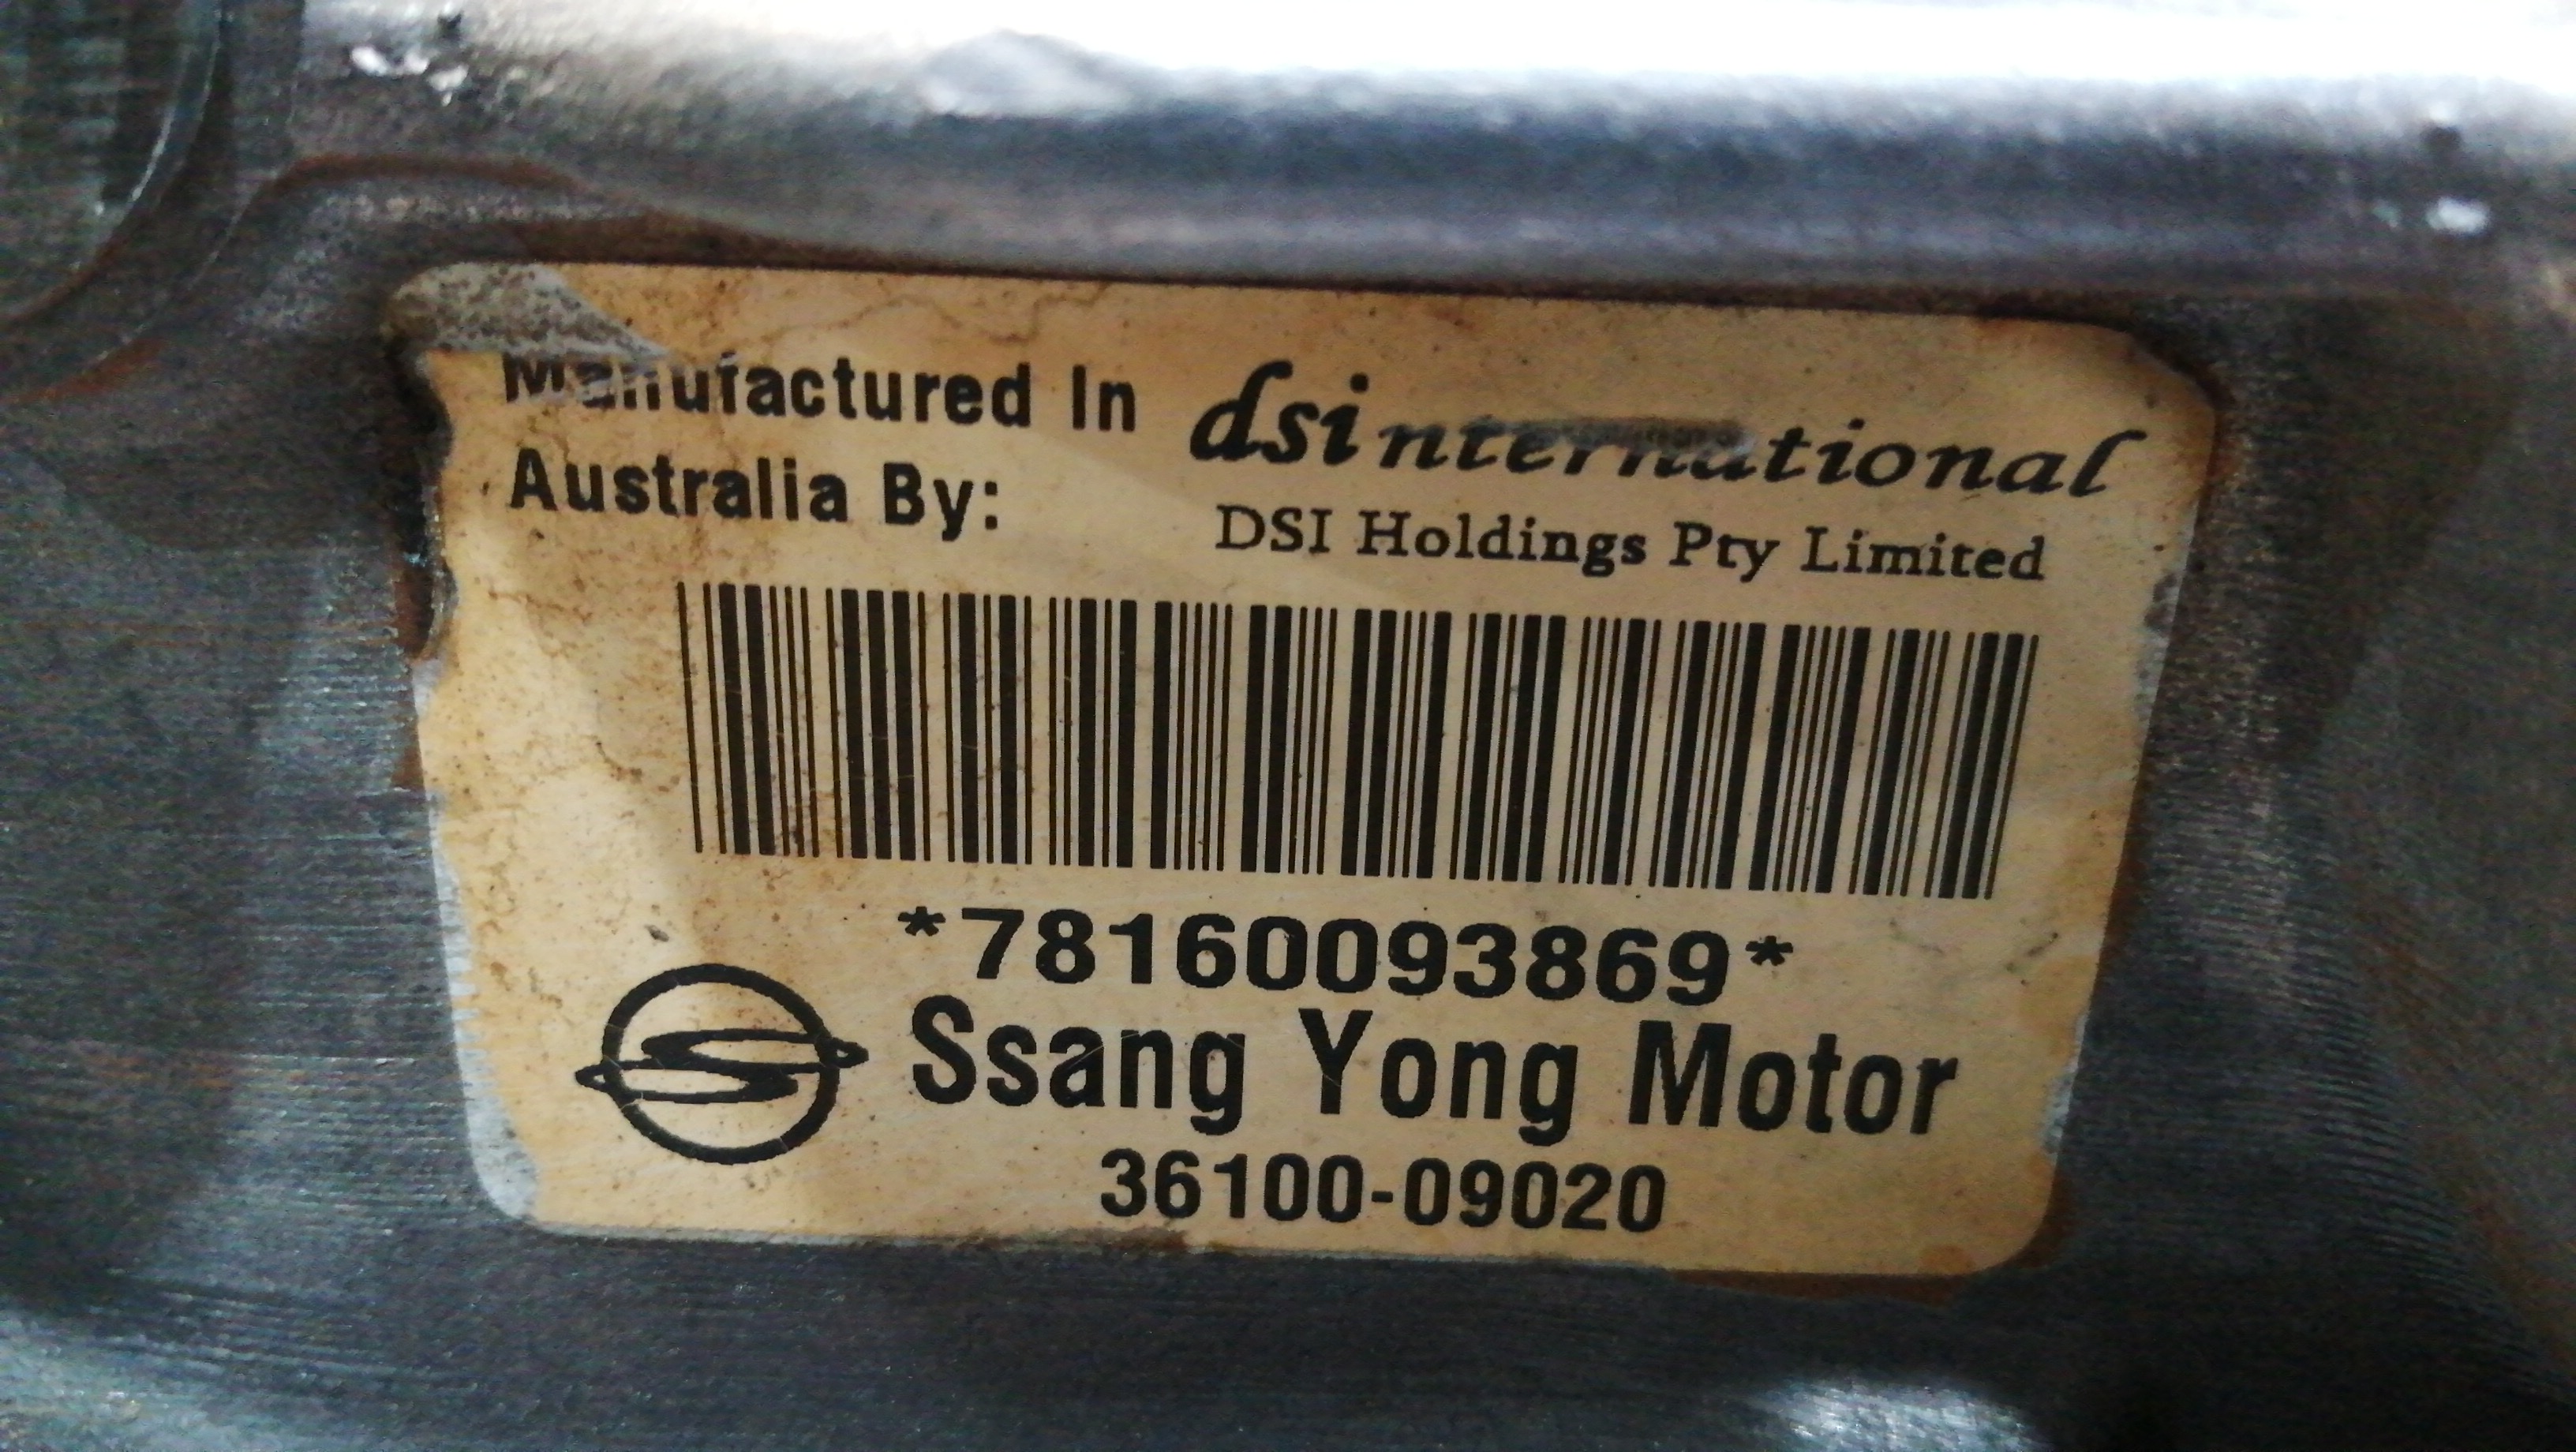 Manufactured In
Australia By:
dsinternational
DSI Holdings Pty Limited
*78160093869*
Ssang Yong Motor
36100-09020